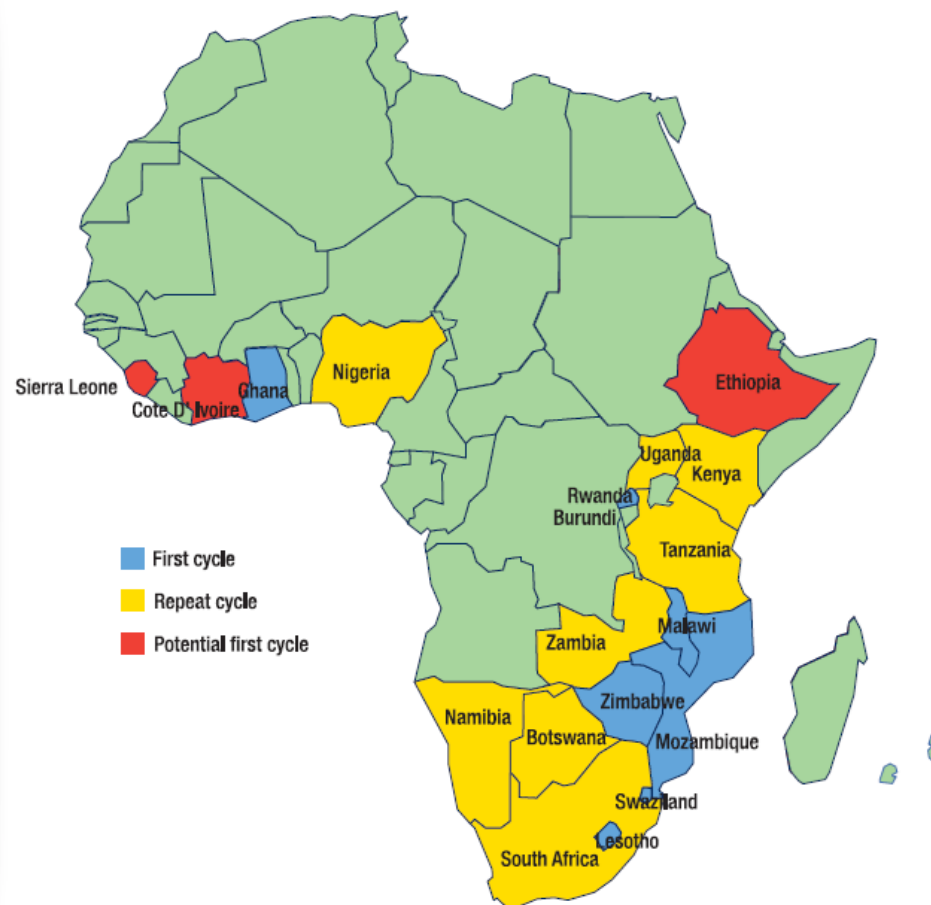 Nigeria
Ethiopia
Sierra Leone
Ghana
Cote D' Ivoire
Uganda
Kenya
Rwanda
Burundi
Tanzania
First cycle
Repeat cycle
Potential first cycle
Malawi
Zambia
Zimbabwe
Namibia
Botswana
Mozambique
Swaziland
Lesotho
South Africa